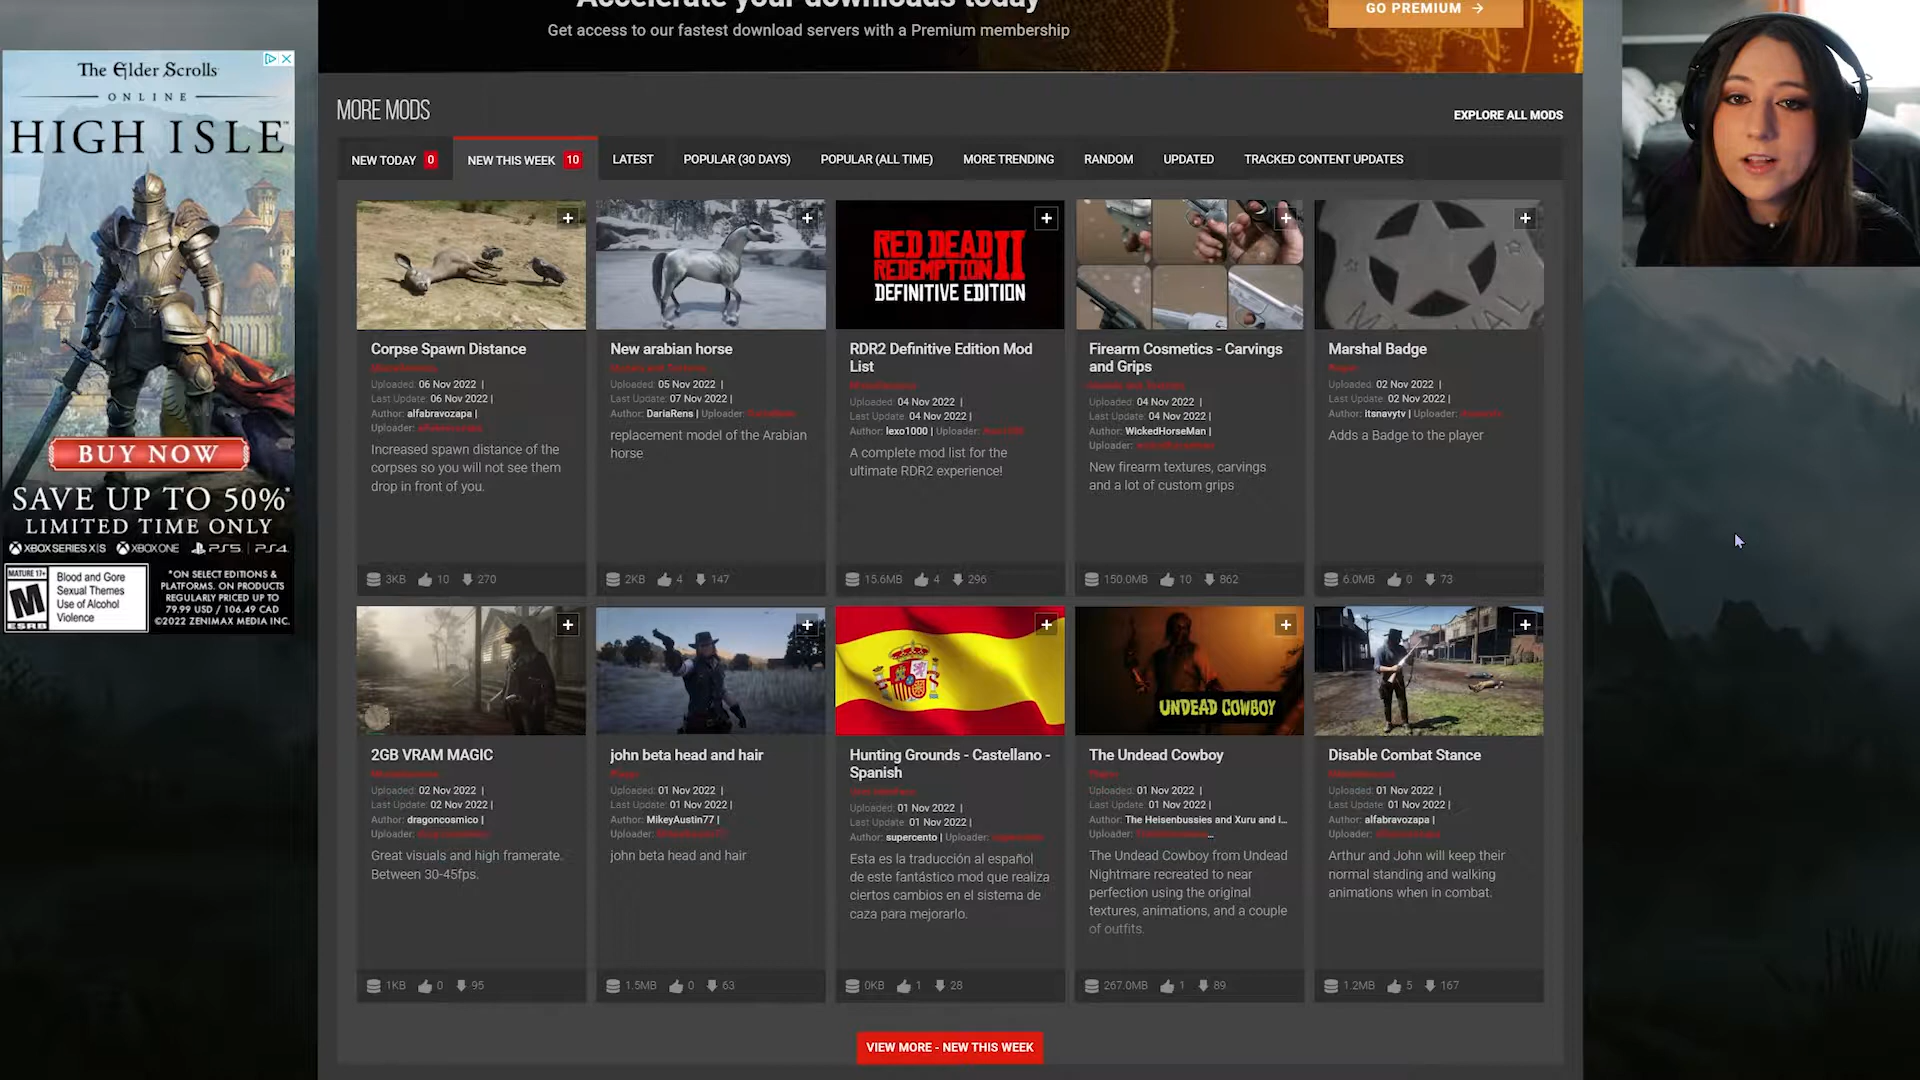 Accelerate your downloads today
Get access to our fastest download servers with a Premium membership
GO PREMIUM
The Elder Scrolls
ONLINE
HIGH ISLE
BUY NOW
SAVE UP TO 50%*
LIMITED TIME ONLY
XBOX SERIES X|S XBOX ONE PS5 | PS4
MATURE 17+
M
ESRB
Blood and Gore
Sexual Themes
Use of Alcohol
Violence
*ON SELECT EDITIONS &
PLATFORMS. ON PRODUCTS
REGULARLY PRICED UP TO
79.99 USD / 106.49 CAD
©2022 ZENIMAX MEDIA INC.
MORE MODS
EXPLORE ALL MODS
NEW TODAY 0
NEW THIS WEEK 10
LATEST
POPULAR (30 DAYS)
POPULAR (ALL TIME)
MORE TRENDING
RANDOM
UPDATED
TRACKED CONTENT UPDATES
Corpse Spawn Distance
Uploaded: 06 Nov 2022 |
Last Update: 06 Nov 2022 |
Author: alfabravozapa |
Uploader: alfabravozapa
Increased spawn distance of the
corpses so you will not see them
drop in front of you.
3KB 10 270
New arabian horse
Uploaded: 05 Nov 2022 |
Last Update: 07 Nov 2022 |
Author: DariaRens | Uploader:
replacement model of the Arabian
horse
2KB 4 147
RED DEAD
REDEMPTION II
DEFINITIVE EDITION
RDR2 Definitive Edition Mod
List
Uploaded: 04 Nov 2022 |
Last Update: 04 Nov 2022 |
Author: lexo1000 | Uploader:
A complete mod list for the
ultimate RDR2 experience!
15.6MB 4 296
Firearm Cosmetics - Carvings
and Grips
Uploaded: 04 Nov 2022 |
Last Update: 04 Nov 2022 |
Author: WickedHorseMan |
Uploader:
New firearm textures, carvings
and a lot of custom grips
150.0MB 10 862
Marshal Badge
Uploaded: 02 Nov 2022 |
Last Update: 02 Nov 2022 |
Author: itsnavytv | Uploader:
Adds a Badge to the player
6.0MB 0 73
2GB VRAM MAGIC
Uploaded: 02 Nov 2022 |
Last Update: 02 Nov 2022 |
Author: dragoncosmico |
Uploader:
Great visuals and high framerate.
Between 30-45fps.
1KB 0 95
john beta head and hair
Uploaded: 01 Nov 2022 |
Last Update: 01 Nov 2022 |
Author: MikeyAustin77 |
Uploader:
john beta head and hair
1.5MB 0 63
Hunting Grounds - Castellano -
Spanish
Uploaded: 01 Nov 2022 |
Last Update: 01 Nov 2022 |
Author: supercento | Uploader:
Esta es la traducción al español
de este fantástico mod que realiza
ciertos cambios en el sistema de
caza para mejorarlo.
0KB 1 28
UNDEAD COWBOY
The Undead Cowboy
Uploaded: 01 Nov 2022 |
Last Update: 01 Nov 2022 |
Author: The Heisenbussies and Xuru and i...
Uploader:
The Undead Cowboy from Undead
Nightmare recreated to near
perfection using the original
textures, animations, and a couple
of outfits.
267.0MB 1 89
Disable Combat Stance
Uploaded: 01 Nov 2022 |
Last Update: 01 Nov 2022 |
Author: alfabravozapa |
Uploader:
Arthur and John will keep their
normal standing and walking
animations when in combat.
1.2MB 5 167
VIEW MORE - NEW THIS WEEK